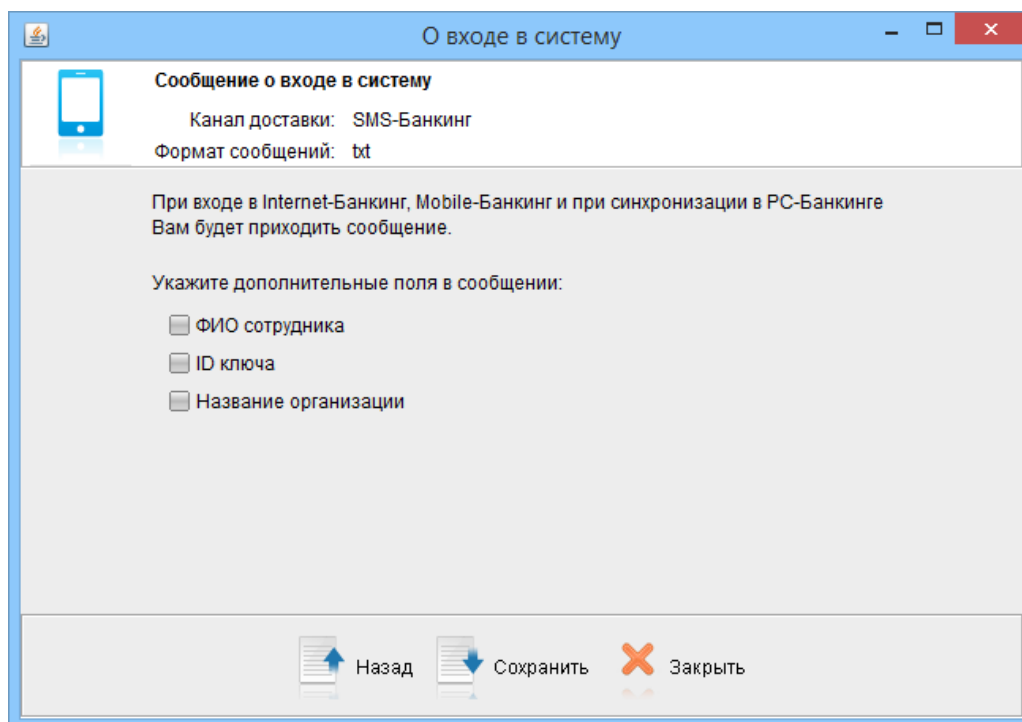 О входе в систему
Сообщение о входе в систему
Канал доставки: SMS-Банкинг
Формат сообщений: txt
При входе в Internet-Банкинг, Mobile-Банкинг и при синхронизации в PC-Банкинге
Вам будет приходить сообщение.
Укажите дополнительные поля в сообщении:
ФИО сотрудника
ID ключа
Название организации
Назад Сохранить Закрыть